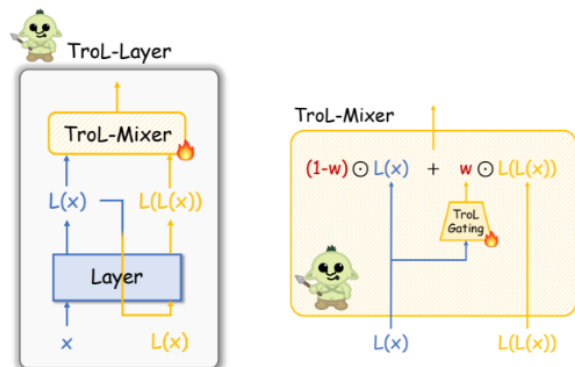 TroL-Layer
TroL-Mixer
L(x) L(L(x))
Layer
x L(x)
TroL-Mixer
(1-w) ⊙ L(x) + w ⊙ L(L(x))
TroL
Gating
L(x) L(L(x))